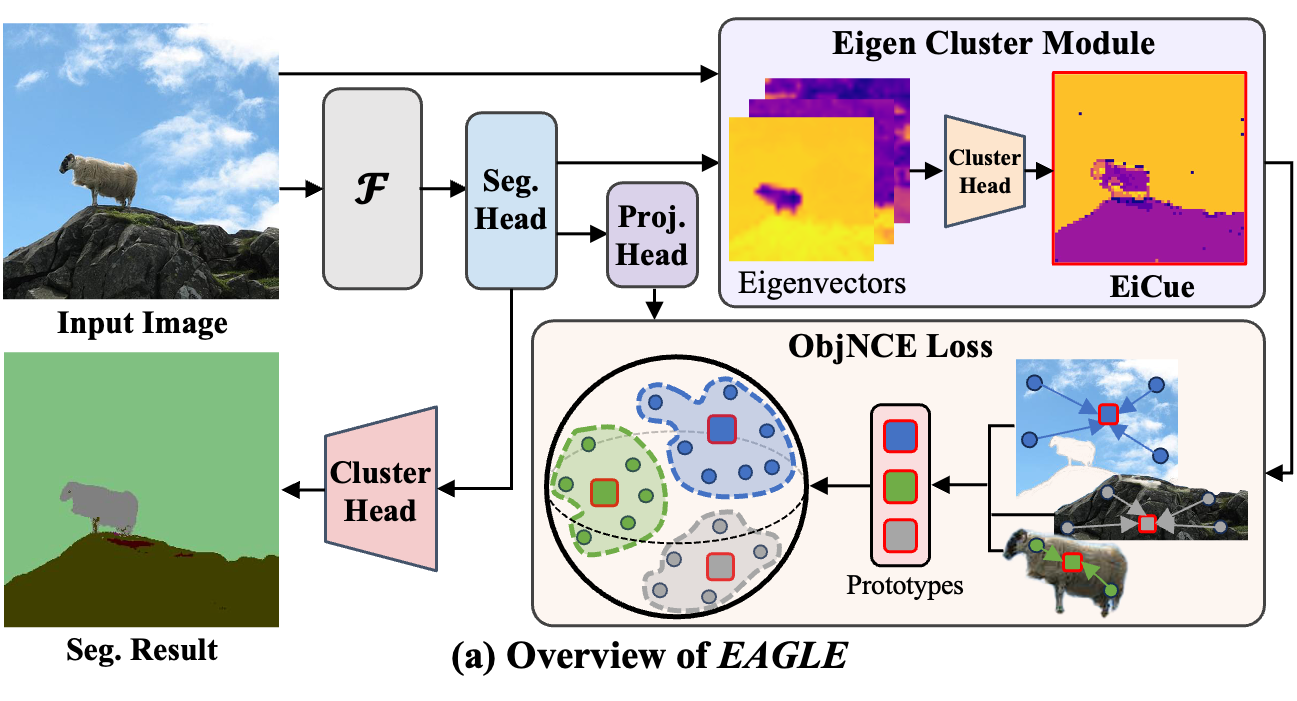 Eigen Cluster Module
Input Image
ℱ
Seg.
Head
Proj.
Head
Eigenvectors
Cluster
Head
EiCue
ObjNCE Loss
Prototypes
Cluster
Head
Seg. Result
(a) Overview of EAGLE